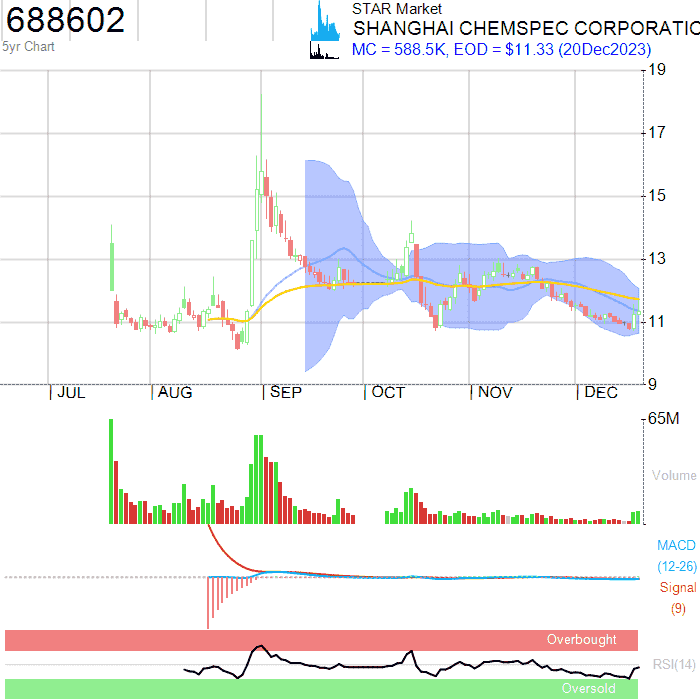 688602
5yr Chart
STAR Market
SHANGHAI CHEMSPEC CORPORATIO
MC = 588.5K, EOD = $11.33 (20Dec2023)
19
17
15
13
11
9
JUL
AUG
SEP
OCT
NOV
DEC
65M
Volume
MACD
(12-26)
Signal
(9)
Overbought
RSI(14)
Oversold